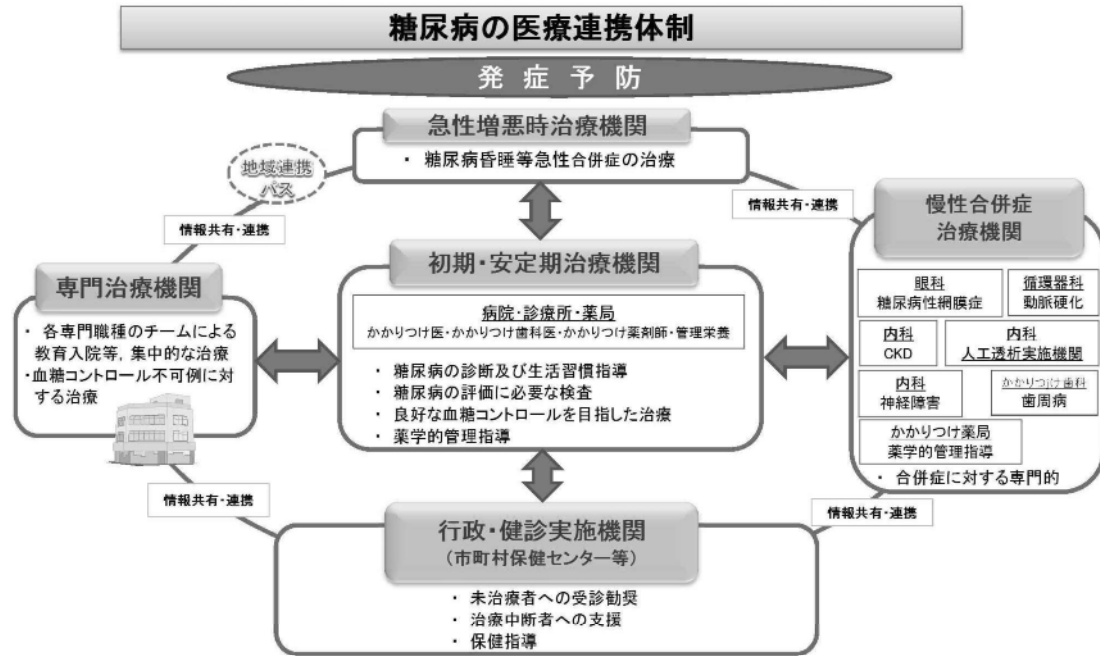 糖尿病の医療連携体制
発症予防
急性増悪時治療機関
・ 糖尿病昏睡等急性合併症の治療
地域連携
パス
情報共有・連携
情報共有・連携
専門治療機関
・ 各専門職種のチームによる
教育入院等，集中的な治療
・血糖コントロール不可例に対
する治療
初期・安定期治療機関
病院・診療所・薬局
かかりつけ医・かかりつけ歯科医・かかりつけ薬剤師・管理栄養
・ 糖尿病の診断及び生活習慣指導
・ 糖尿病の評価に必要な検査
・ 良好な血糖コントロールを目指した治療
・ 薬学的管理指導
慢性合併症
治療機関
眼科
糖尿病性網膜症
循環器科
動脈硬化
内科
CKD
内科
人工透析実施機関
内科
神経障害
かかりつけ歯科
歯周病
かかりつけ薬局
薬学的管理指導
・ 合併症に対する専門的
情報共有・連携
情報共有・連携
行政・健診実施機関
（市町村保健センター等）
・ 未治療者への受診勧奨
・ 治療中断者への支援
・ 保健指導